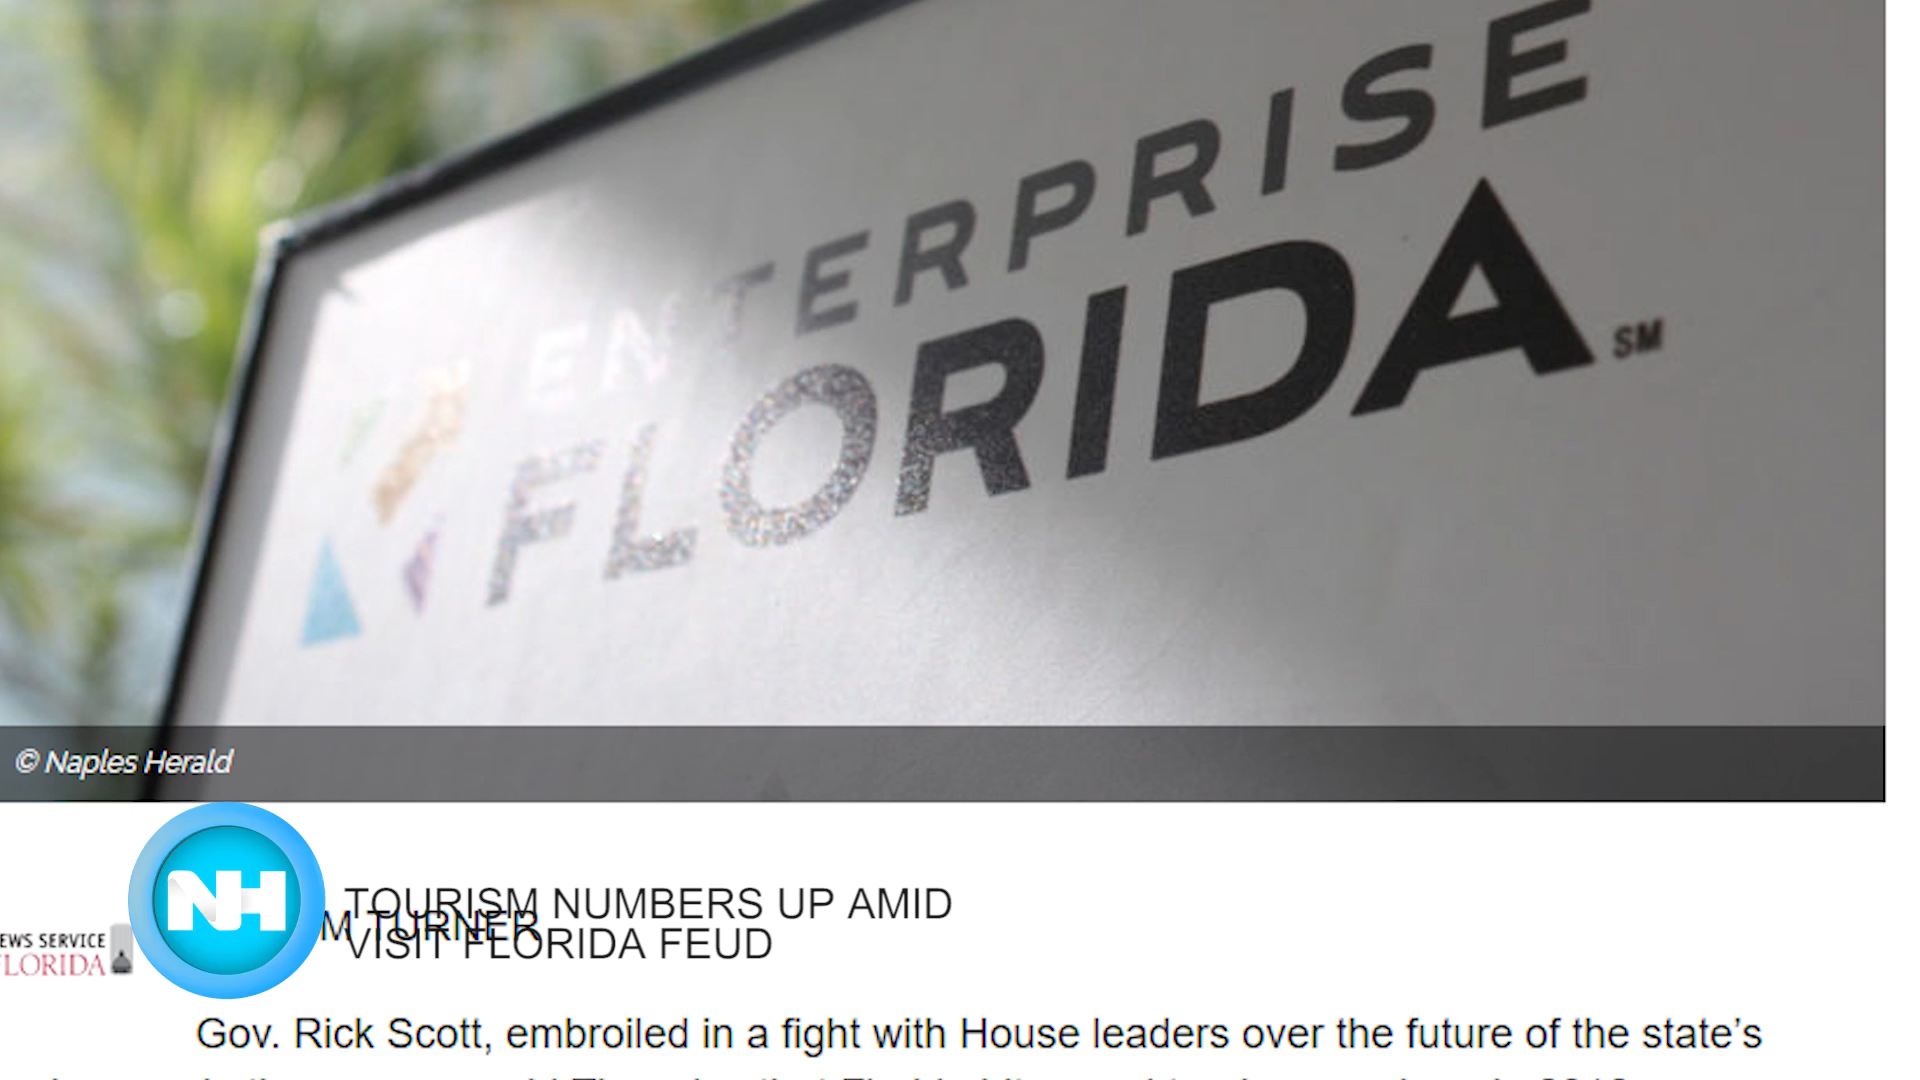 ENTERPRISE
FLORIDA SM
© Naples Herald
NH
TOURISM NUMBERS UP AMID
M TURNER
VISIT FLORIDA FEUD
EWS SERVICE
FLORIDA
Gov. Rick Scott, embroiled in a fight with House leaders over the future of the state’s